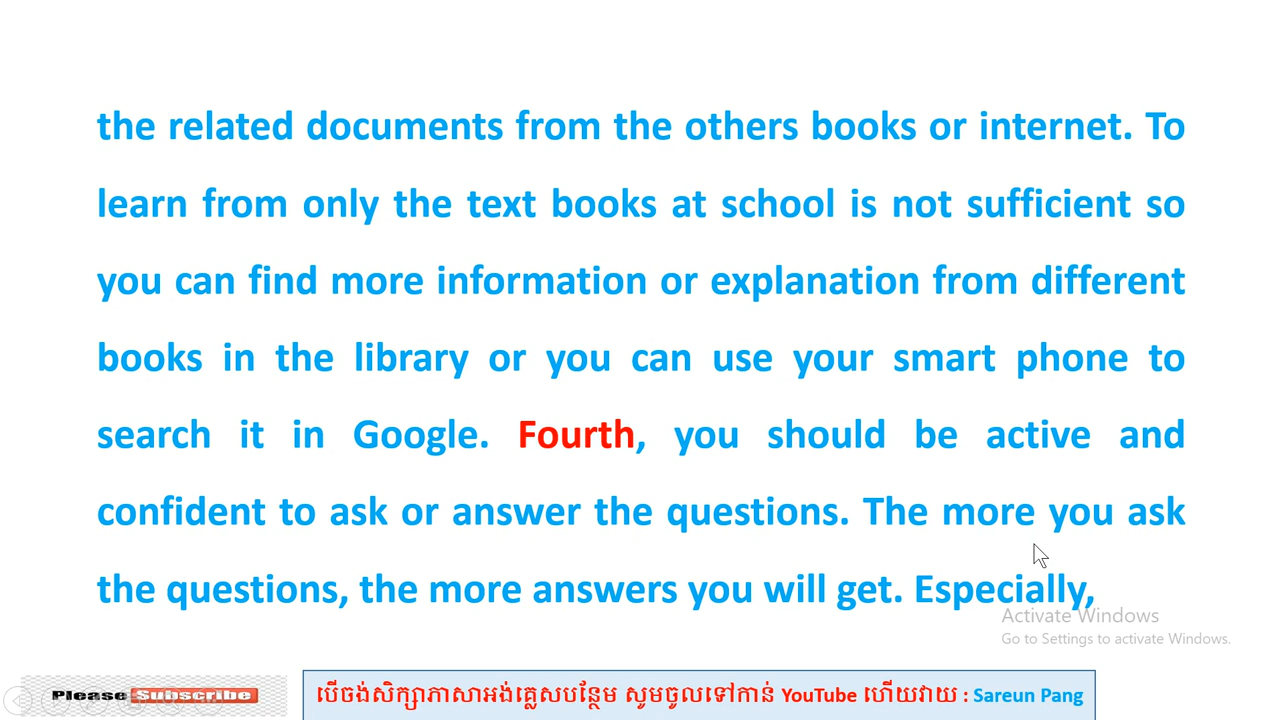 the related documents from the others books or internet. To
learn from only the text books at school is not sufficient so
you can find more information or explanation from different
books in the library or you can use your smart phone to
search it in Google. Fourth, you should be active and
confident to ask or answer the questions. The more you ask
the questions, the more answers you will get. Especially,
Activate Windows
Go to Settings to activate Windows.
Please Subscribe
បើចង់សិក្សាភាសាអង់គ្លេសបន្ថែម សូមចូលទៅកាន់ YouTube ហើយវាយ : Sareun Pang